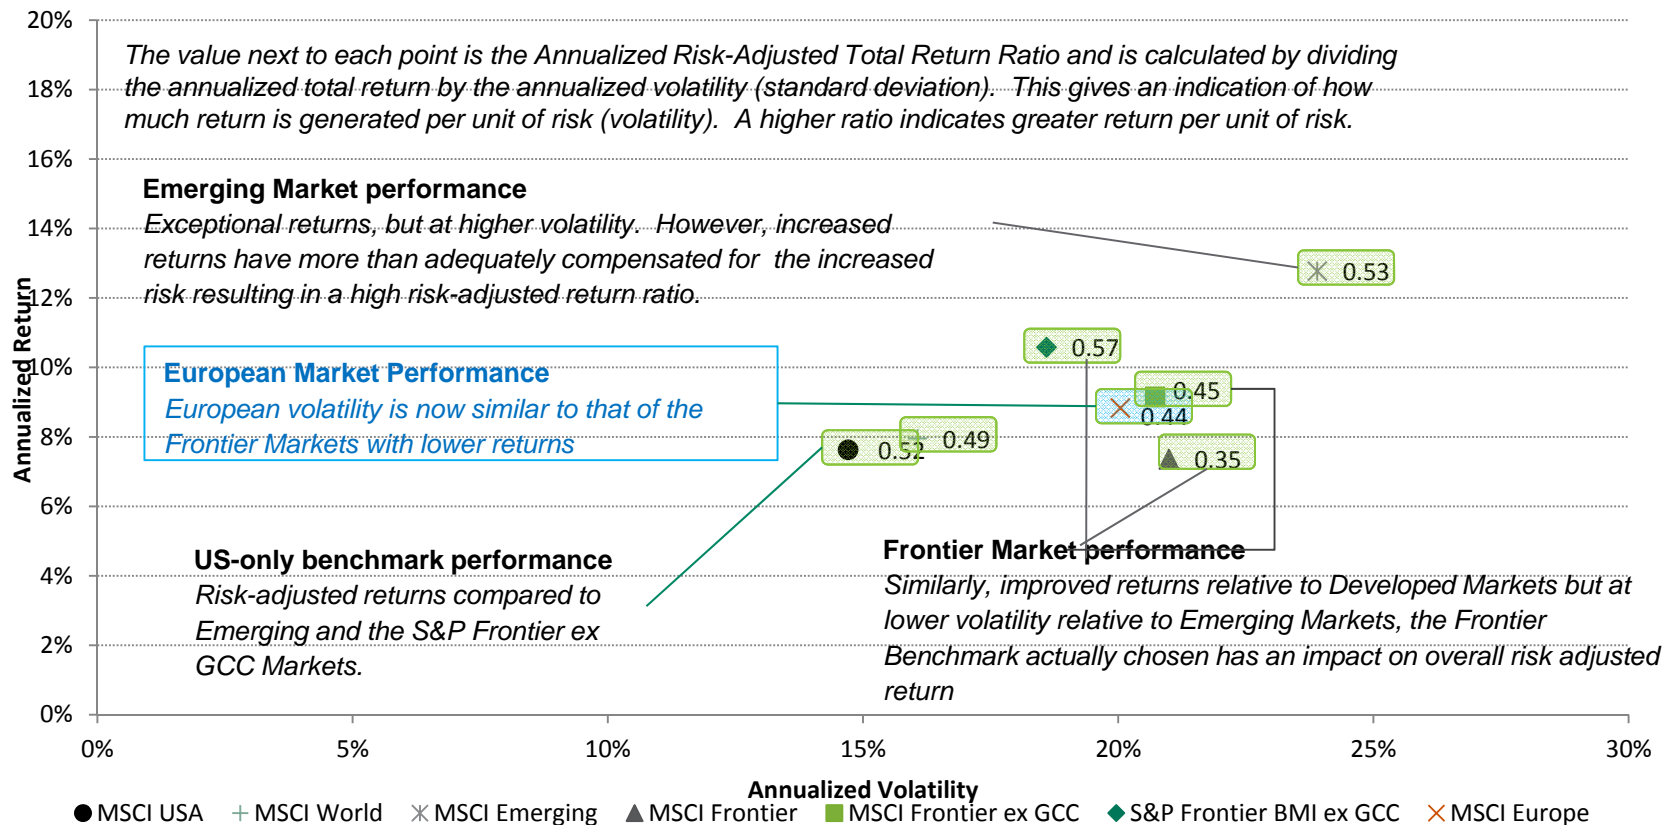 20%
The value next to each point is the Annualized Risk-Adjusted Total Return Ratio and is calculated by dividing
the annualized total return by the annualized volatility (standard deviation).  This gives an indication of how
much return is generated per unit of risk (volatility).  A higher ratio indicates greater return per unit of risk.
18%
16%
Emerging Market performance
Exceptional returns, but at higher volatility.  However, increased
returns have more than adequately compensated for  the increased
risk resulting in a high risk-adjusted return ratio.
14%
0.53
12%
Annualized Return
0.57
10%
European Market Performance
European volatility is now similar to that of the
Frontier Markets with lower returns
0.45
0.44
8%
0.52
0.49
0.35
6%
US-only benchmark performance
Risk-adjusted returns compared to
Emerging and the S&P Frontier ex
GCC Markets.
Frontier Market performance
Similarly, improved returns relative to Developed Markets but at
lower volatility relative to Emerging Markets, the Frontier
Benchmark actually chosen has an impact on overall risk adjusted
return
4%
2%
0%
0% 5% 10% 15% 20% 25% 30%
Annualized Volatility
MSCI USA MSCI World MSCI Emerging MSCI Frontier MSCI Frontier ex GCC S&P Frontier BMI ex GCC MSCI Europe